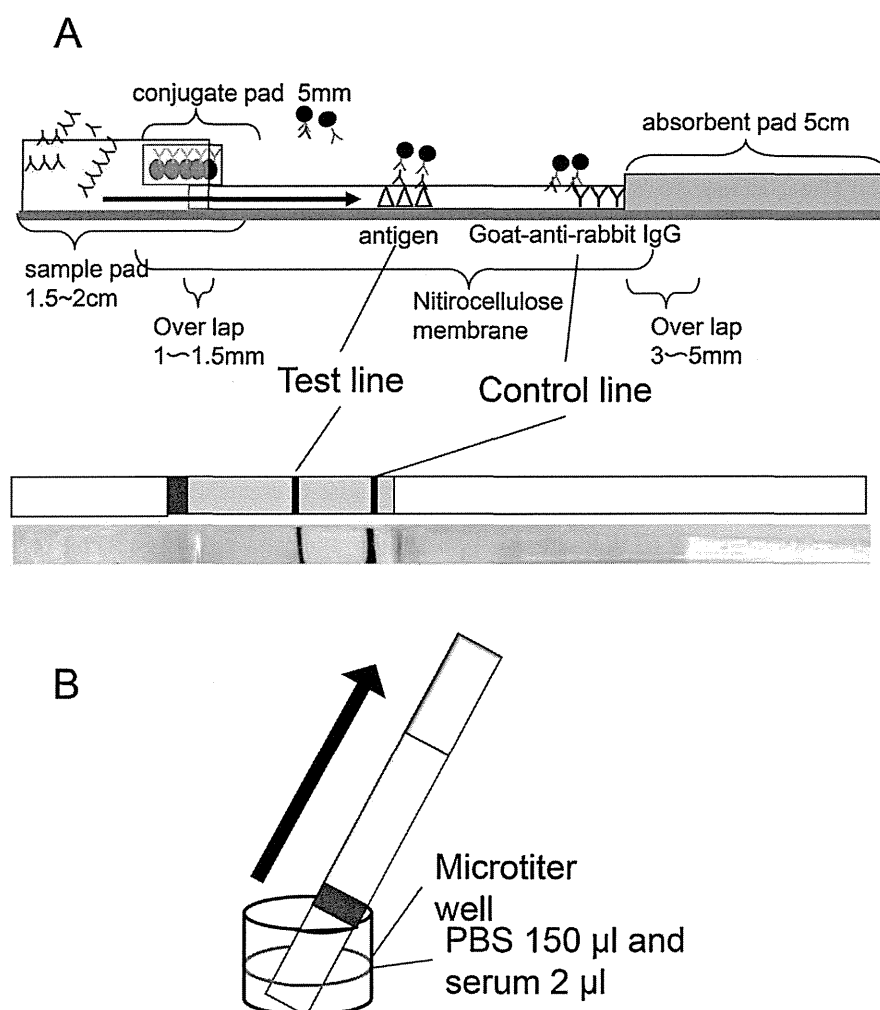 A
conjugate pad 5mm
absorbent pad 5cm
antigen
Goat-anti-rabbit IgG
sample pad
1.5~2cm
Nitirocellulose
membrane
Over lap
1〜1.5mm
Over lap
3〜5mm
Test line
Control line
B
Microtiter
well
PBS 150 µl and
serum 2 µl